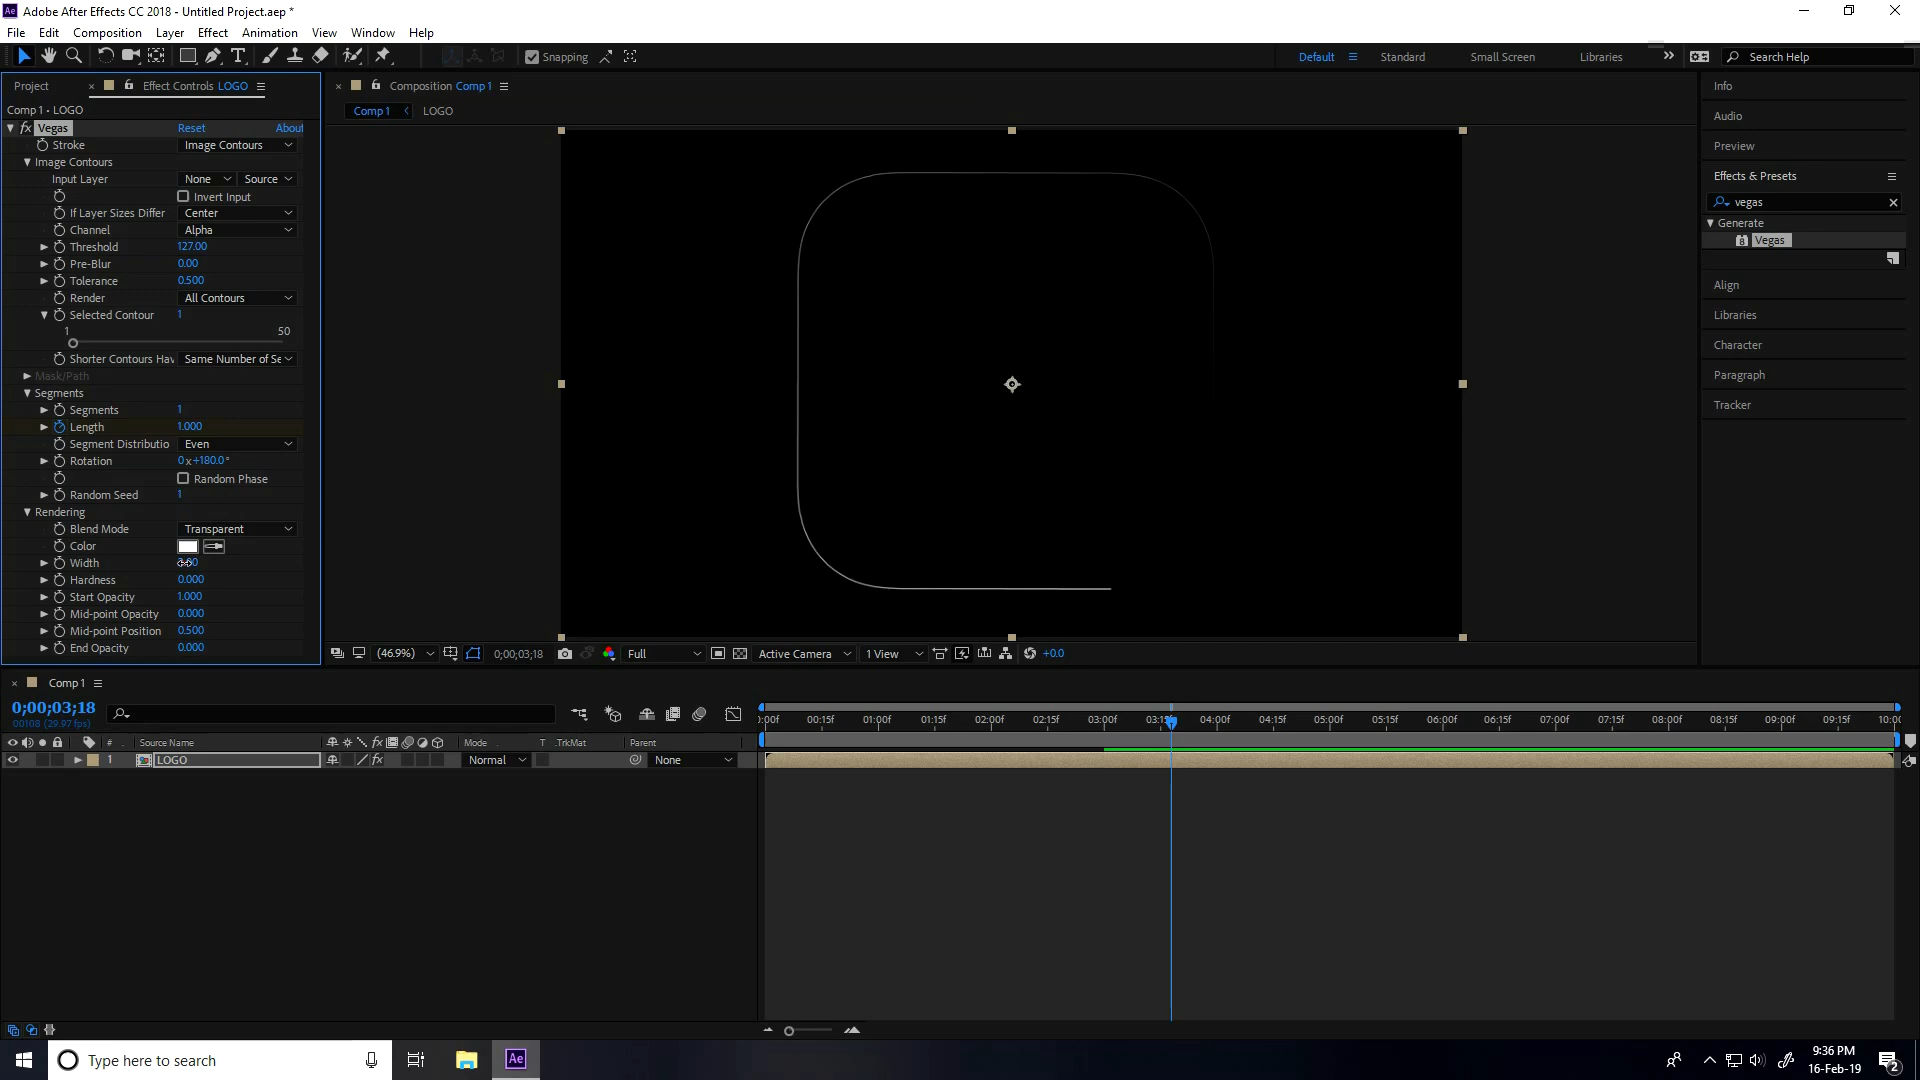 Adobe After Effects CC 2018 - Untitled Project.aep *
File Edit Composition Layer Effect Animation View Window Help
Snapping Default Standard Small Screen Libraries Search Help
Project Effect Controls LOGO
Comp 1 • LOGO
Vegas Reset About
Stroke Image Contours
Image Contours
Input Layer None Source
Invert Input
If Layer Sizes Differ Center
Channel Alpha
Threshold 127.00
Pre-Blur 0.00
Tolerance 0.500
Render All Contours
Selected Contour 1
1 50
Shorter Contours Hav Same Number of Se
Mask/Path
Segments
Segments 1
Length 1.000
Segment Distributio Even
Rotation 0x+180.0°
Random Phase
Random Seed 1
Rendering
Blend Mode Transparent
Color
Width
Hardness 0.000
Start Opacity 1.000
Mid-point Opacity 0.000
Mid-point Position 0.500
End Opacity 0.000
Composition Comp 1
Comp 1 LOGO
(46.9%) 0;00;03;18 Full Active Camera 1 View +0.0
Info
Audio
Preview
Effects & Presets
vegas
Generate
Vegas
Align
Libraries
Character
Paragraph
Tracker
Comp 1
0;00;03;18
00108 (29.97 fps)
# Source Name Mode T .TrkMat Parent
1 LOGO Normal None
):00f 00:15f 01:00f 01:15f 02:00f 02:15f 03:00f 03:15f 04:00f 04:15f 05:00f 05:15f 06:00f 06:15f 07:00f 07:15f 08:00f 08:15f 09:00f 09:15f 10:00
Type here to search
Ae
9:36 PM
16-Feb-19
2